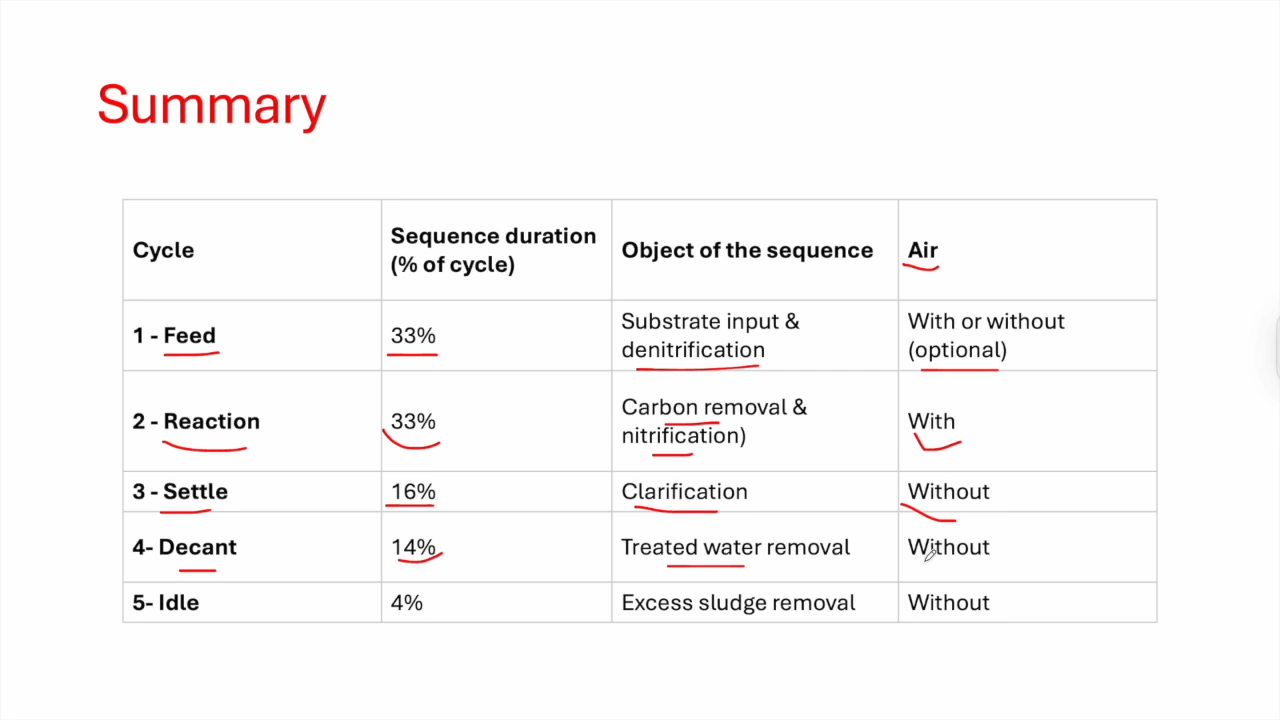 Summary
Cycle
Sequence duration
(% of cycle)
Object of the sequence
Air
1 - Feed
33%
Substrate input &
denitrification
With or without
(optional)
2 - Reaction
33%
Carbon removal &
nitrification)
With
3 - Settle
16%
Clarification
Without
4- Decant
14%
Treated water removal
Without
5- Idle
4%
Excess sludge removal
Without